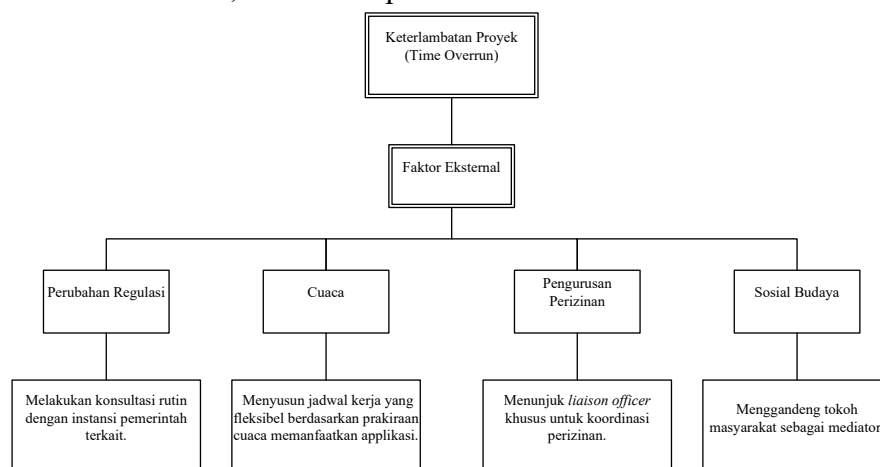 Keterlambatan Proyek
(Time Overrun)
Faktor Eksternal
Perubahan Regulasi
Cuaca
Pengurusan
Perizinan
Sosial Budaya
Melakukan konsultasi rutin
dengan instansi pemerintah
terkait.
Menyusun jadwal kerja yang
fleksibel berdasarkan prakiraan
cuaca memanfaatkan applikasi.
Menunjuk liaison officer
khusus untuk koordinasi
perizinan.
Menggandeng tokoh
masyarakat sebagai mediator